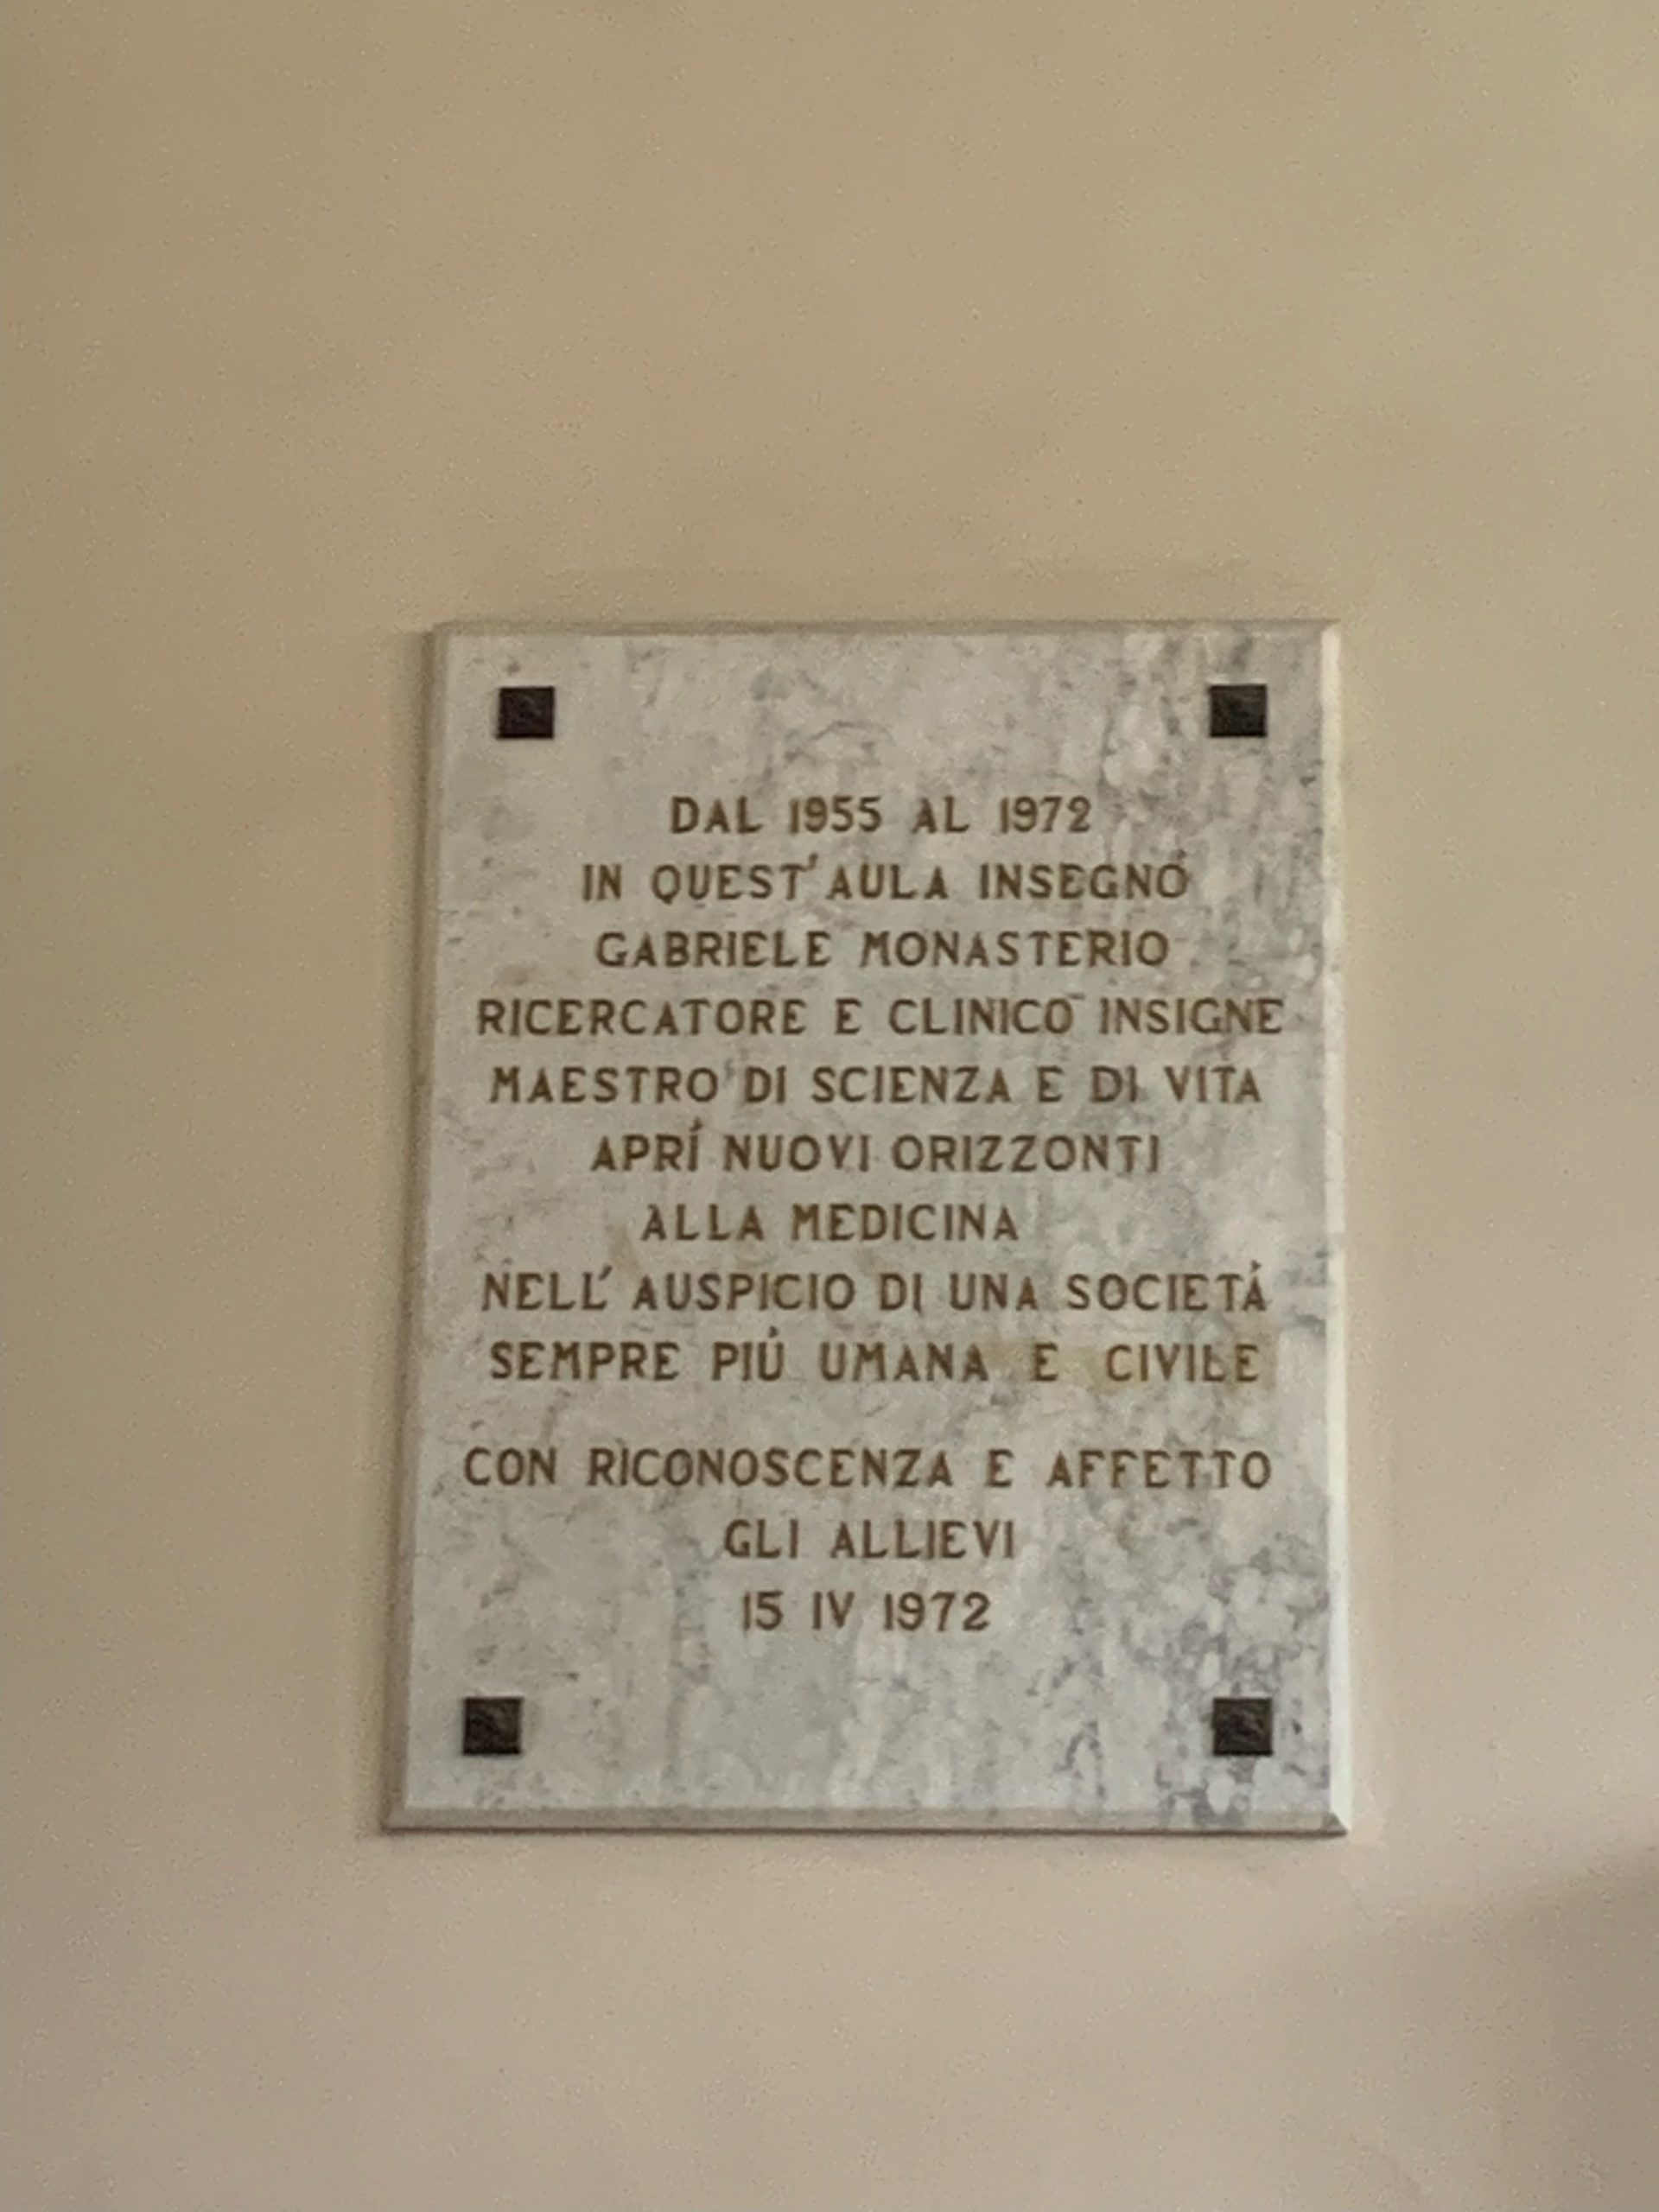 DAL 1955 AL 1972
IN QUEST'AULA INSEGNÒ
GABRIELE MONASTERIO
RICERCATORE E CLINICO INSIGNE
MAESTRO DI SCIENZA E DI VITA
APRÍ NUOVI ORIZZONTI
ALLA MEDICINA
NELL' AUSPICIO DI UNA SOCIETÀ
SEMPRE PIÙ UMANA E CIVILE
CON RICONOSCENZA E AFFETTO
GLI ALLIEVI
15 IV 1972